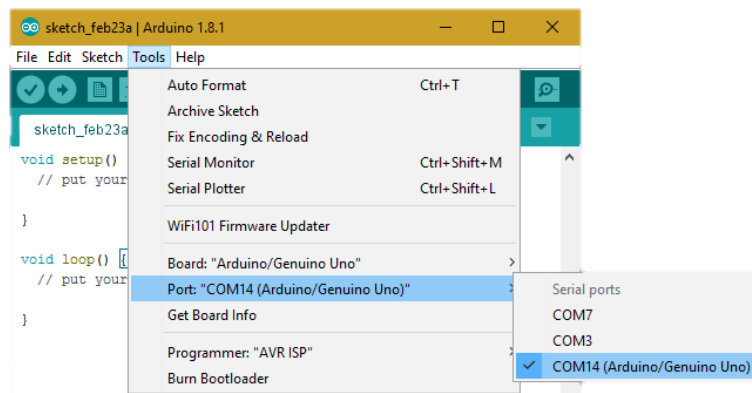 sketch_feb23a | Arduino 1.8.1
File Edit Sketch Tools Help
sketch_feb23a
void setup()
// put your
}
void loop() {
// put your
}
Auto Format Ctrl+T
Archive Sketch
Fix Encoding & Reload
Serial Monitor Ctrl+Shift+M
Serial Plotter Ctrl+Shift+L
WiFi101 Firmware Updater
Board: "Arduino/Genuino Uno"
Port: "COM14 (Arduino/Genuino Uno)"
Get Board Info
Programmer: "AVR ISP"
Burn Bootloader
Serial ports
COM7
COM3
COM14 (Arduino/Genuino Uno)